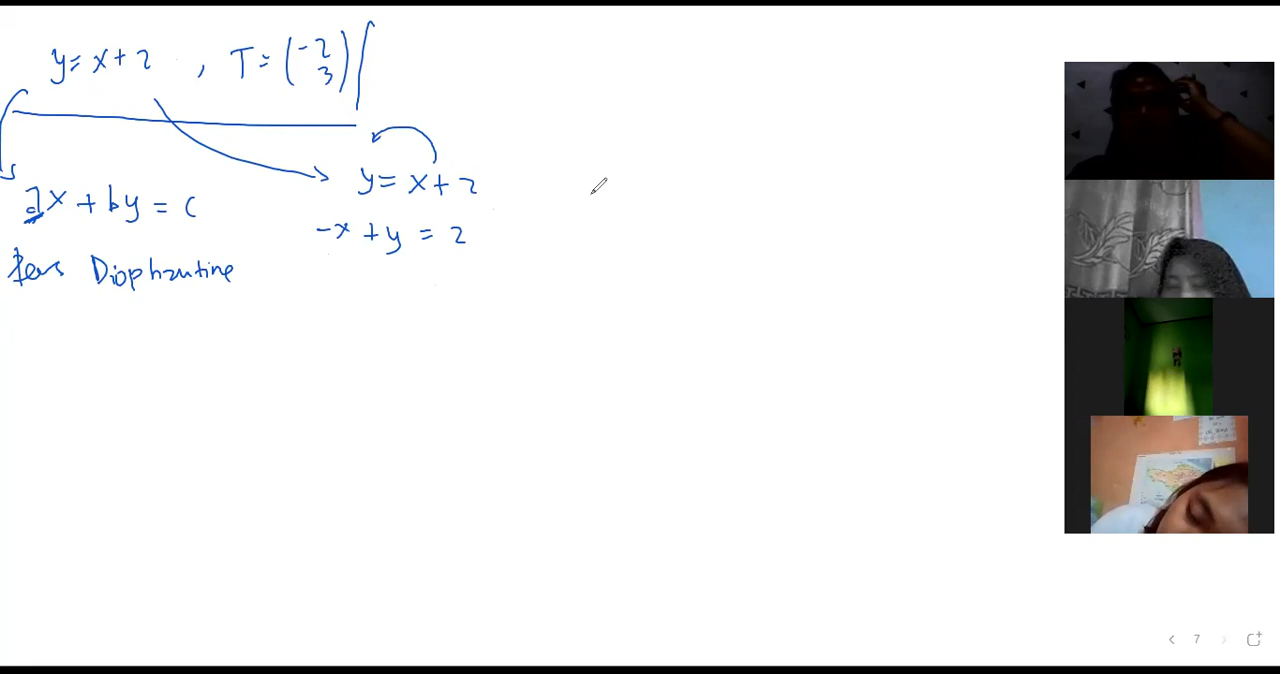 y = x + 2 , T = (-2 3)
ax + by = c
Pers Diophantine
y = x + 2
-x + y = 2
7